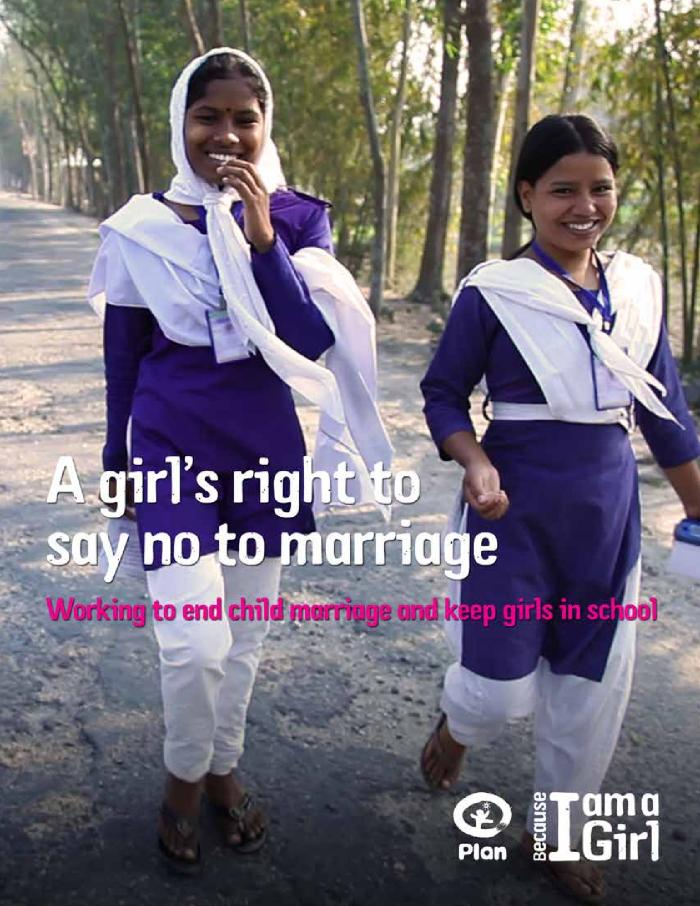 A girl's right to
say no to marriage
Working to end child marriage and keep girls in school
Plan
Because
I am a
Girl